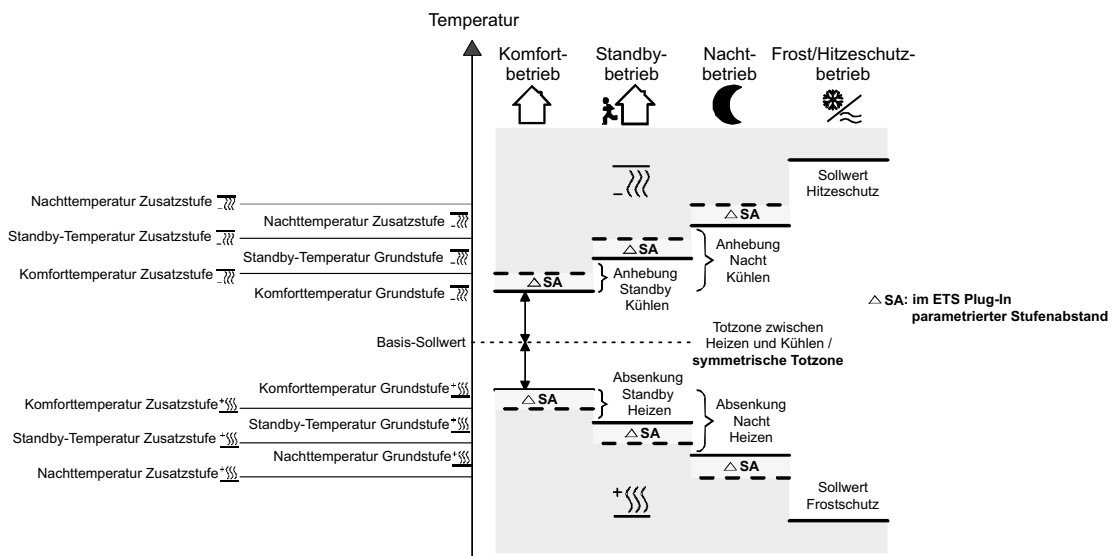 Temperatur
Komfort-
betrieb
Standby-
betrieb
Nacht-
betrieb
Frost/Hitzeschutz-
betrieb
Sollwert
Hitzeschutz
Nachttemperatur Zusatzstufe
Nachttemperatur Zusatzstufe
△ SA
Standby-Temperatur Zusatzstufe
Standby-Temperatur Grundstufe
△ SA
Anhebung
Nacht
Kühlen
Komforttemperatur Zusatzstufe
Komforttemperatur Grundstufe
△ SA
Anhebung
Standby
Kühlen
△ SA: im ETS Plug-In
parametrierter Stufenabstand
Basis-Sollwert
Totzone zwischen
Heizen und Kühlen /
symmetrische Totzone
Komforttemperatur Grundstufe
Komforttemperatur Zusatzstufe
△ SA
Absenkung
Standby
Heizen
Standby-Temperatur Grundstufe
Standby-Temperatur Zusatzstufe
△ SA
Absenkung
Nacht
Heizen
Nachttemperatur Grundstufe
Nachttemperatur Zusatzstufe
△ SA
Sollwert
Frostschutz